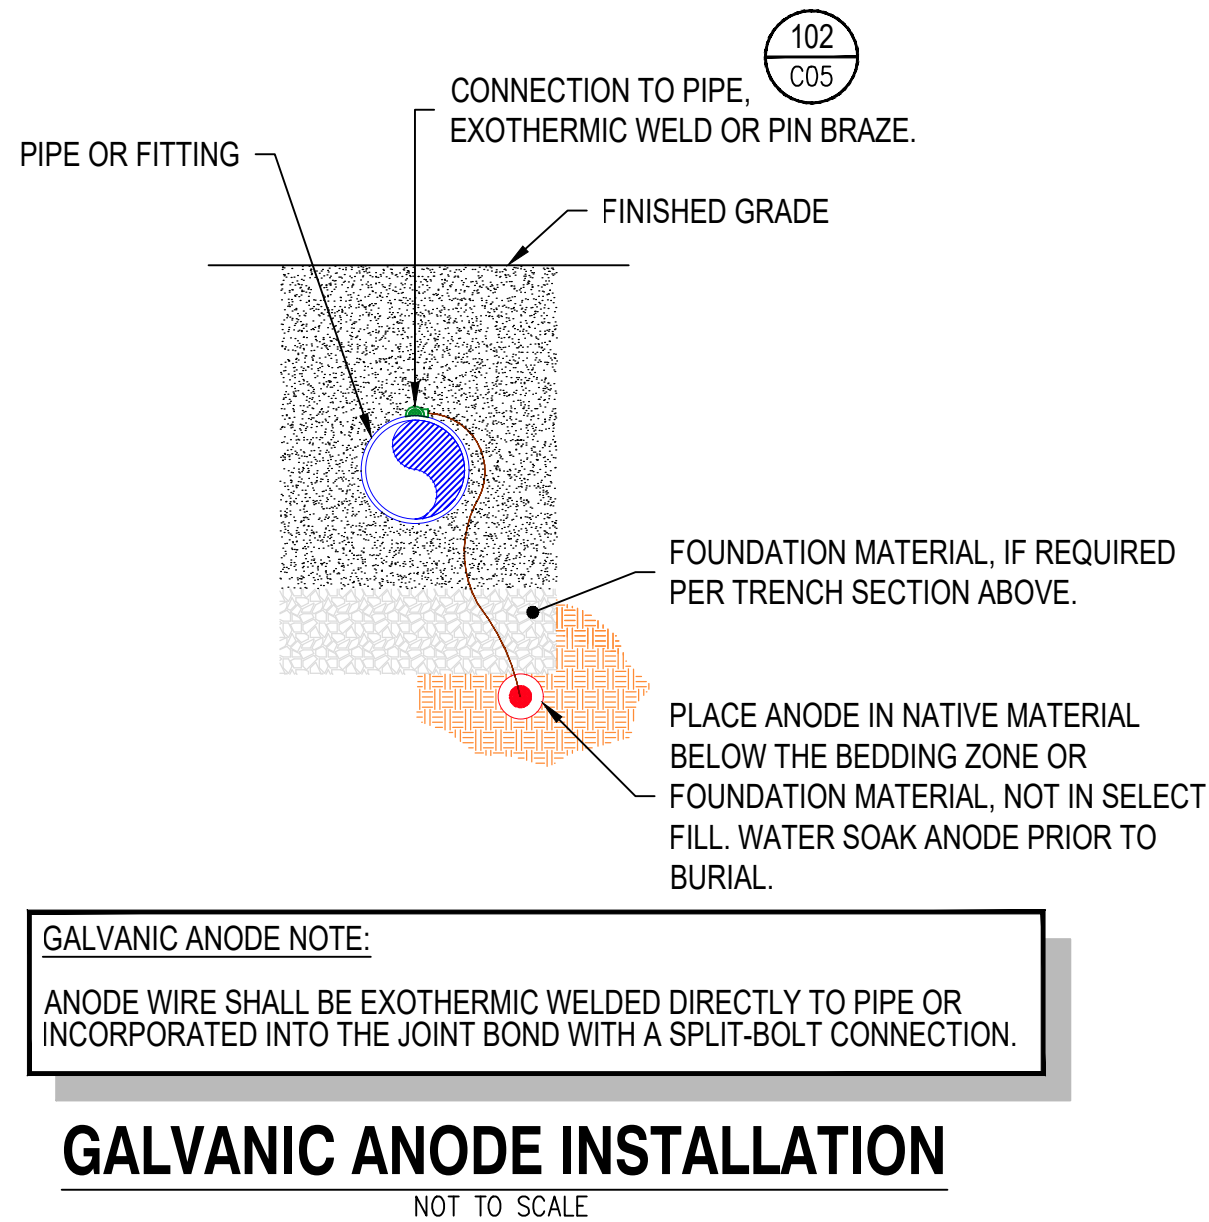 102
C05
CONNECTION TO PIPE,
EXOTHERMIC WELD OR PIN BRAZE.
PIPE OR FITTING
FINISHED GRADE
FOUNDATION MATERIAL, IF REQUIRED
PER TRENCH SECTION ABOVE.
PLACE ANODE IN NATIVE MATERIAL
BELOW THE BEDDING ZONE OR
FOUNDATION MATERIAL, NOT IN SELECT
FILL. WATER SOAK ANODE PRIOR TO
BURIAL.
GALVANIC ANODE NOTE:
ANODE WIRE SHALL BE EXOTHERMIC WELDED DIRECTLY TO PIPE OR
INCORPORATED INTO THE JOINT BOND WITH A SPLIT-BOLT CONNECTION.
GALVANIC ANODE INSTALLATION
NOT TO SCALE